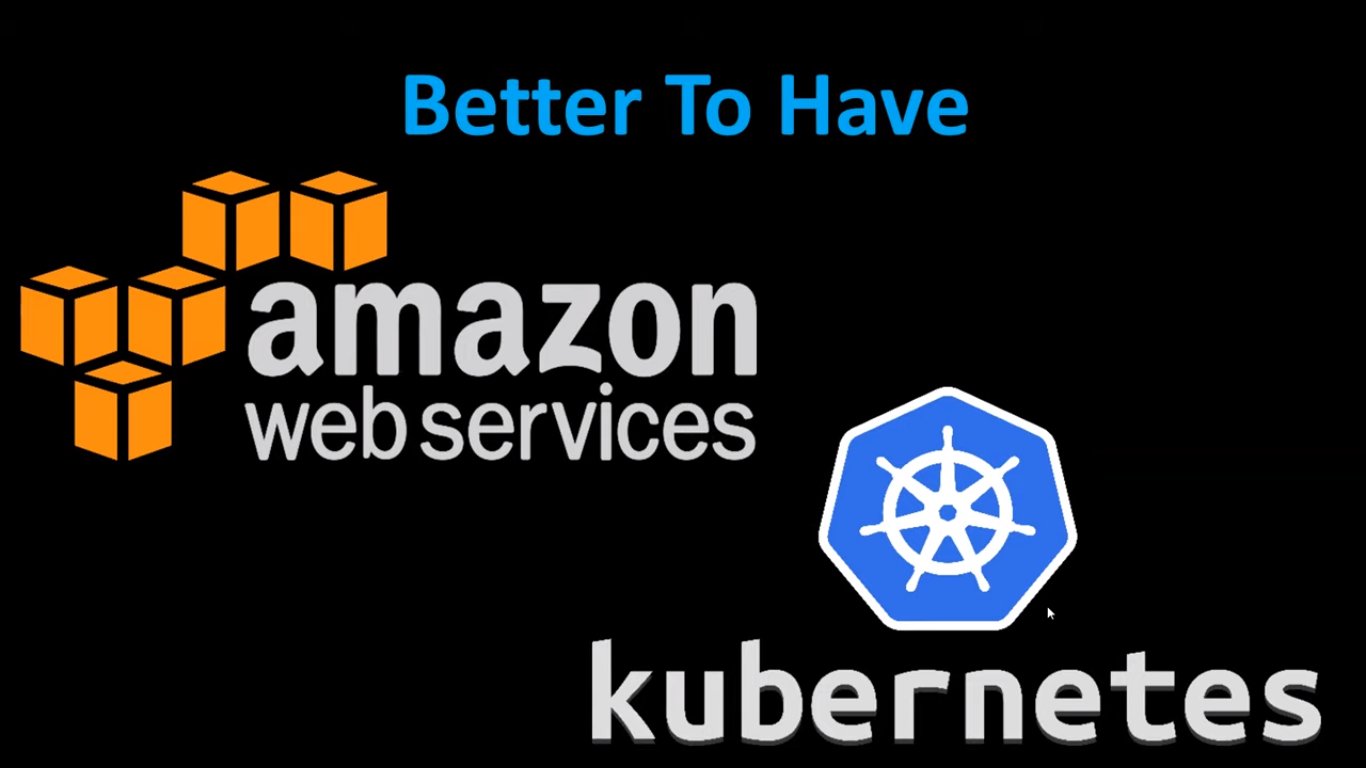 Better To Have
amazon
web services
kubernetes